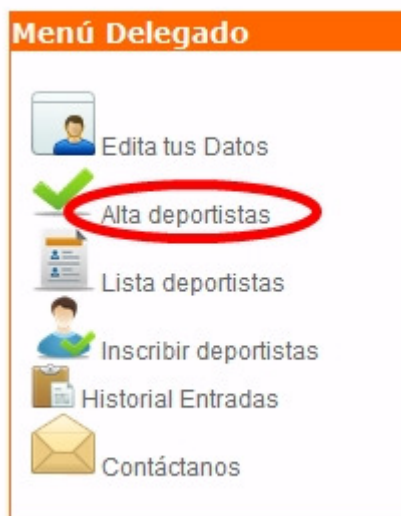 Menú Delegado
Edita tus Datos
Alta deportistas
Lista deportistas
Inscribir deportistas
Historial Entradas
Contáctanos